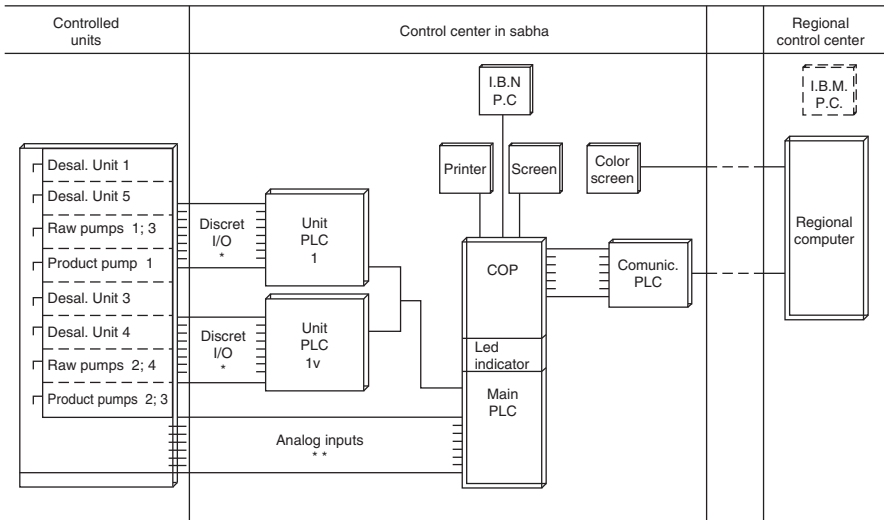 Controlled
units
Control center in sabha
Regional
control center
I.B.N
P.C
I.B.M.
P.C.
Printer
Screen
Color
screen
Desal. Unit 1
Desal. Unit 5
Raw pumps 1; 3
Product pump 1
Desal. Unit 3
Desal. Unit 4
Raw pumps 2; 4
Product pumps 2; 3
Discret
I/O
*
Unit
PLC
1
Discret
I/O
*
Unit
PLC
1v
COP
Led
indicator
Main
PLC
Comunic.
PLC
Regional
computer
Analog inputs
* *